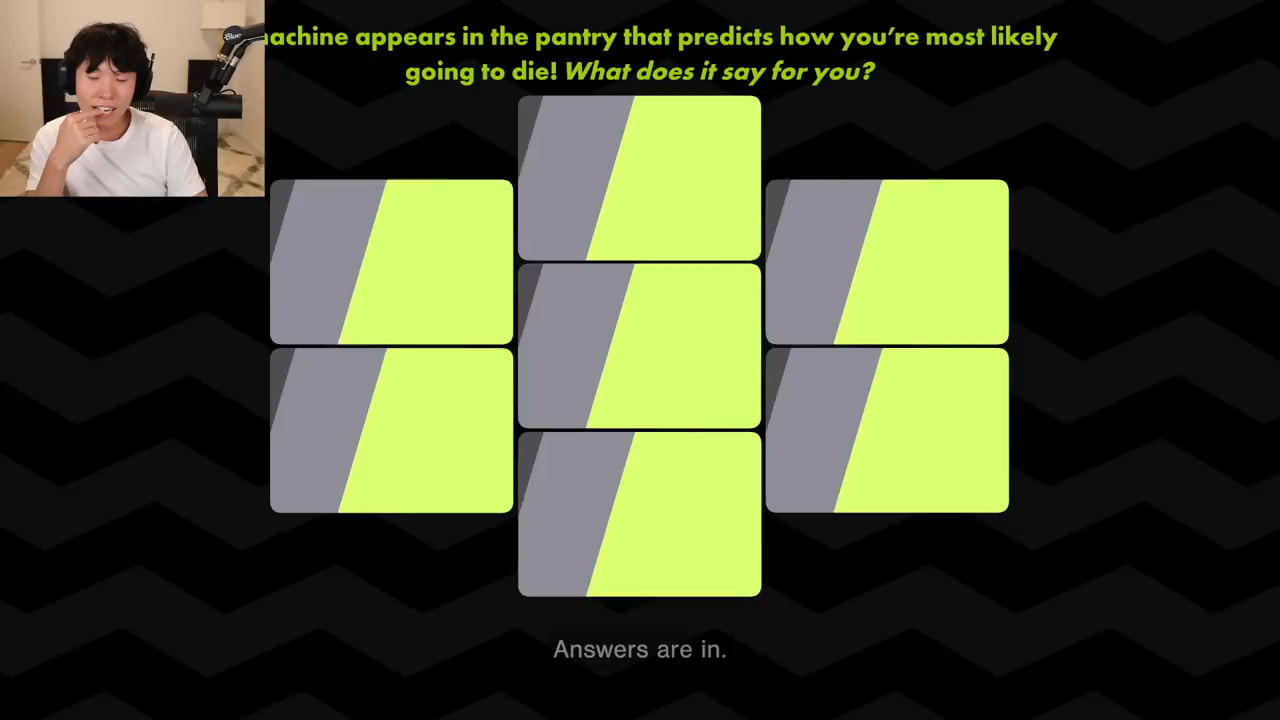 achine appears in the pantry that predicts how you're most likely
going to die! What does it say for you?
Blue
Answers are in.